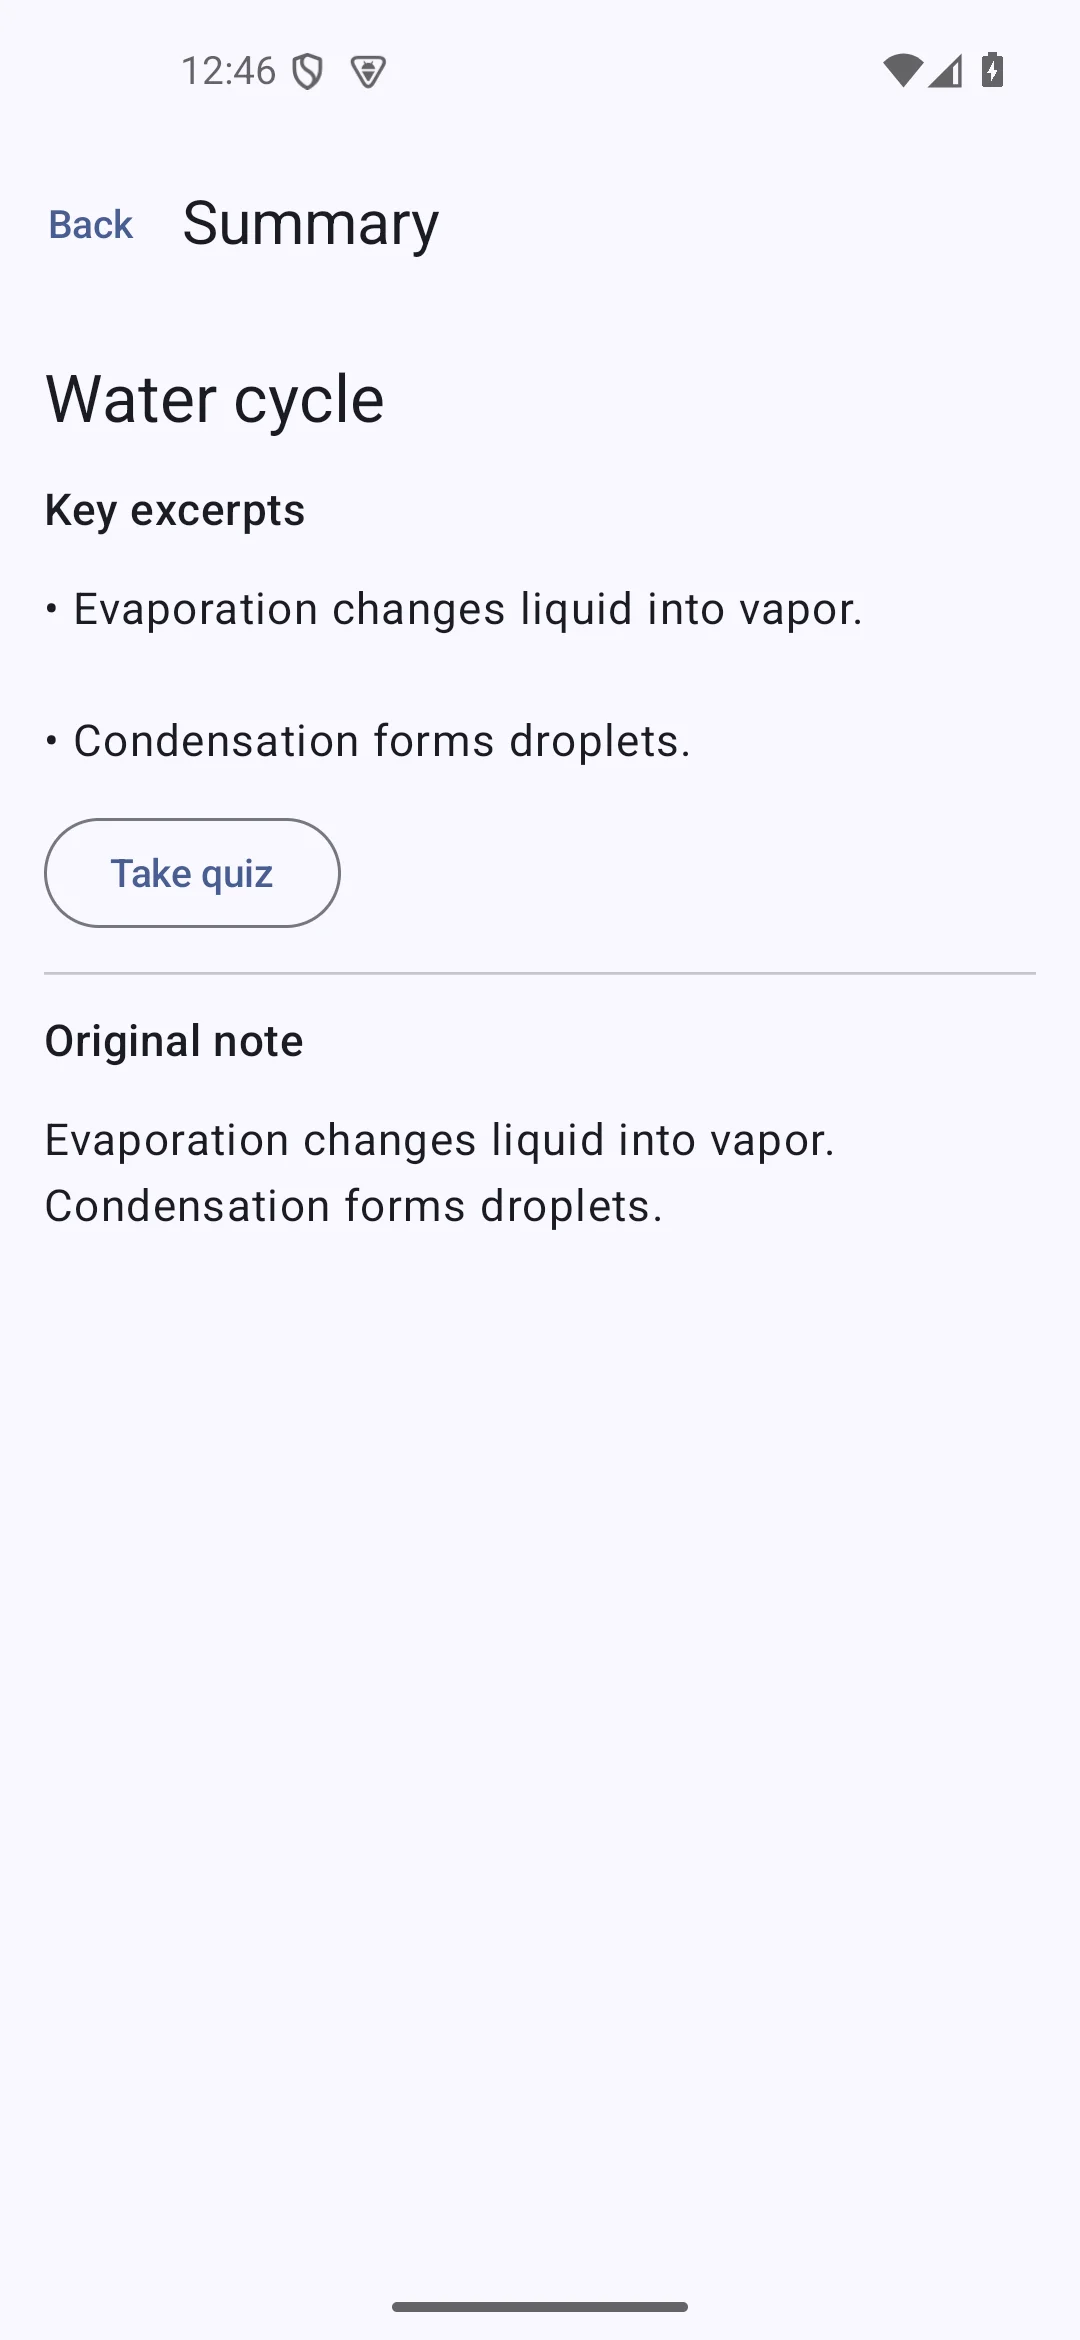 12:46
Back Summary
Water cycle
Key excerpts
• Evaporation changes liquid into vapor.
• Condensation forms droplets.
Take quiz
Original note
Evaporation changes liquid into vapor.
Condensation forms droplets.